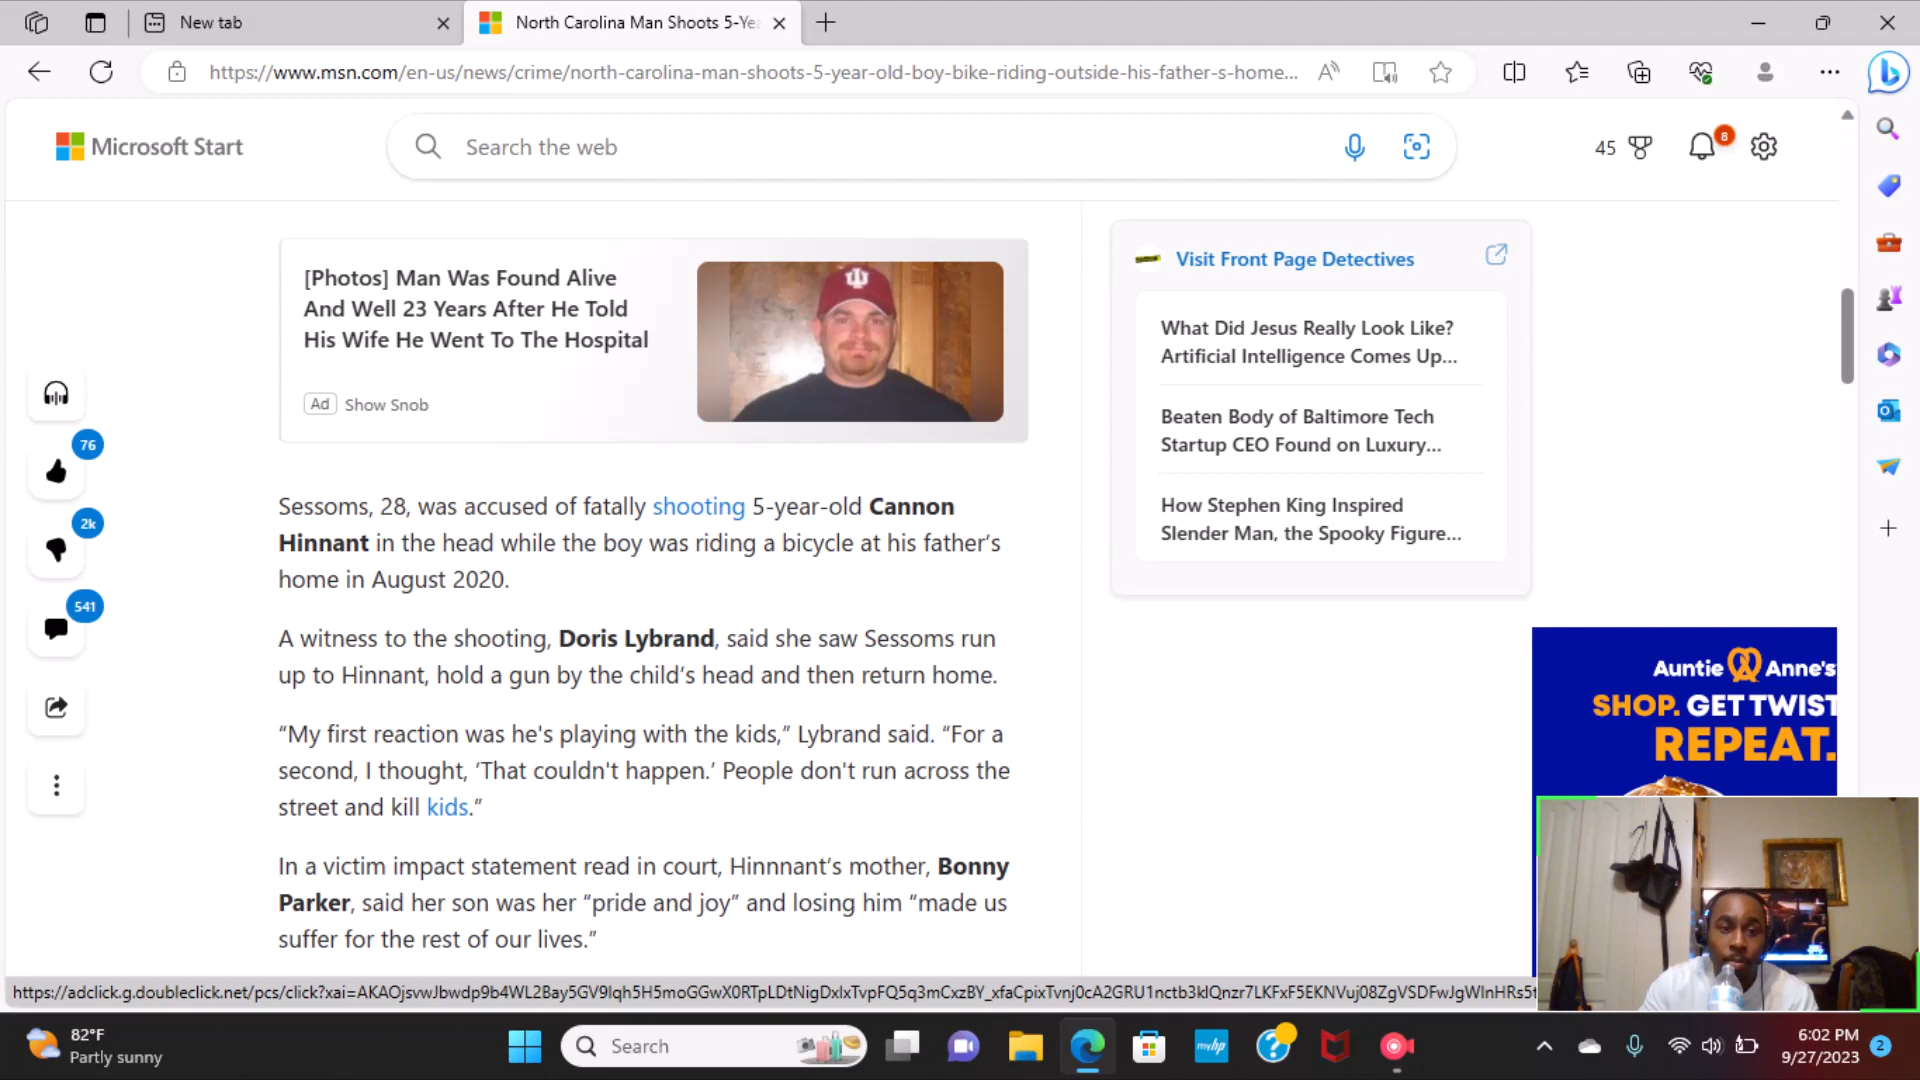 New tab
North Carolina Man Shoots 5-Ye
https://www.msn.com/en-us/news/crime/north-carolina-man-shoots-5-year-old-boy-bike-riding-outside-his-father-s-home...
Microsoft Start
Search the web
45
8
[Photos] Man Was Found Alive
And Well 23 Years After He Told
His Wife He Went To The Hospital
Ad Show Snob
Visit Front Page Detectives
What Did Jesus Really Look Like?
Artificial Intelligence Comes Up...
Beaten Body of Baltimore Tech
Startup CEO Found on Luxury...
How Stephen King Inspired
Slender Man, the Spooky Figure...
76
2k
541
Sessoms, 28, was accused of fatally shooting 5-year-old Cannon
Hinnant in the head while the boy was riding a bicycle at his father's
home in August 2020.
A witness to the shooting, Doris Lybrand, said she saw Sessoms run
up to Hinnant, hold a gun by the child's head and then return home.
“My first reaction was he's playing with the kids,” Lybrand said. “For a
second, I thought, ‘That couldn't happen.’ People don't run across the
street and kill kids.”
In a victim impact statement read in court, Hinnnant’s mother, Bonny
Parker, said her son was her “pride and joy” and losing him “made us
suffer for the rest of our lives.”
Auntie Anne's
SHOP. GET TWIST
REPEAT.
82°F
Partly sunny
Search
myhp
6:02 PM
9/27/2023
2